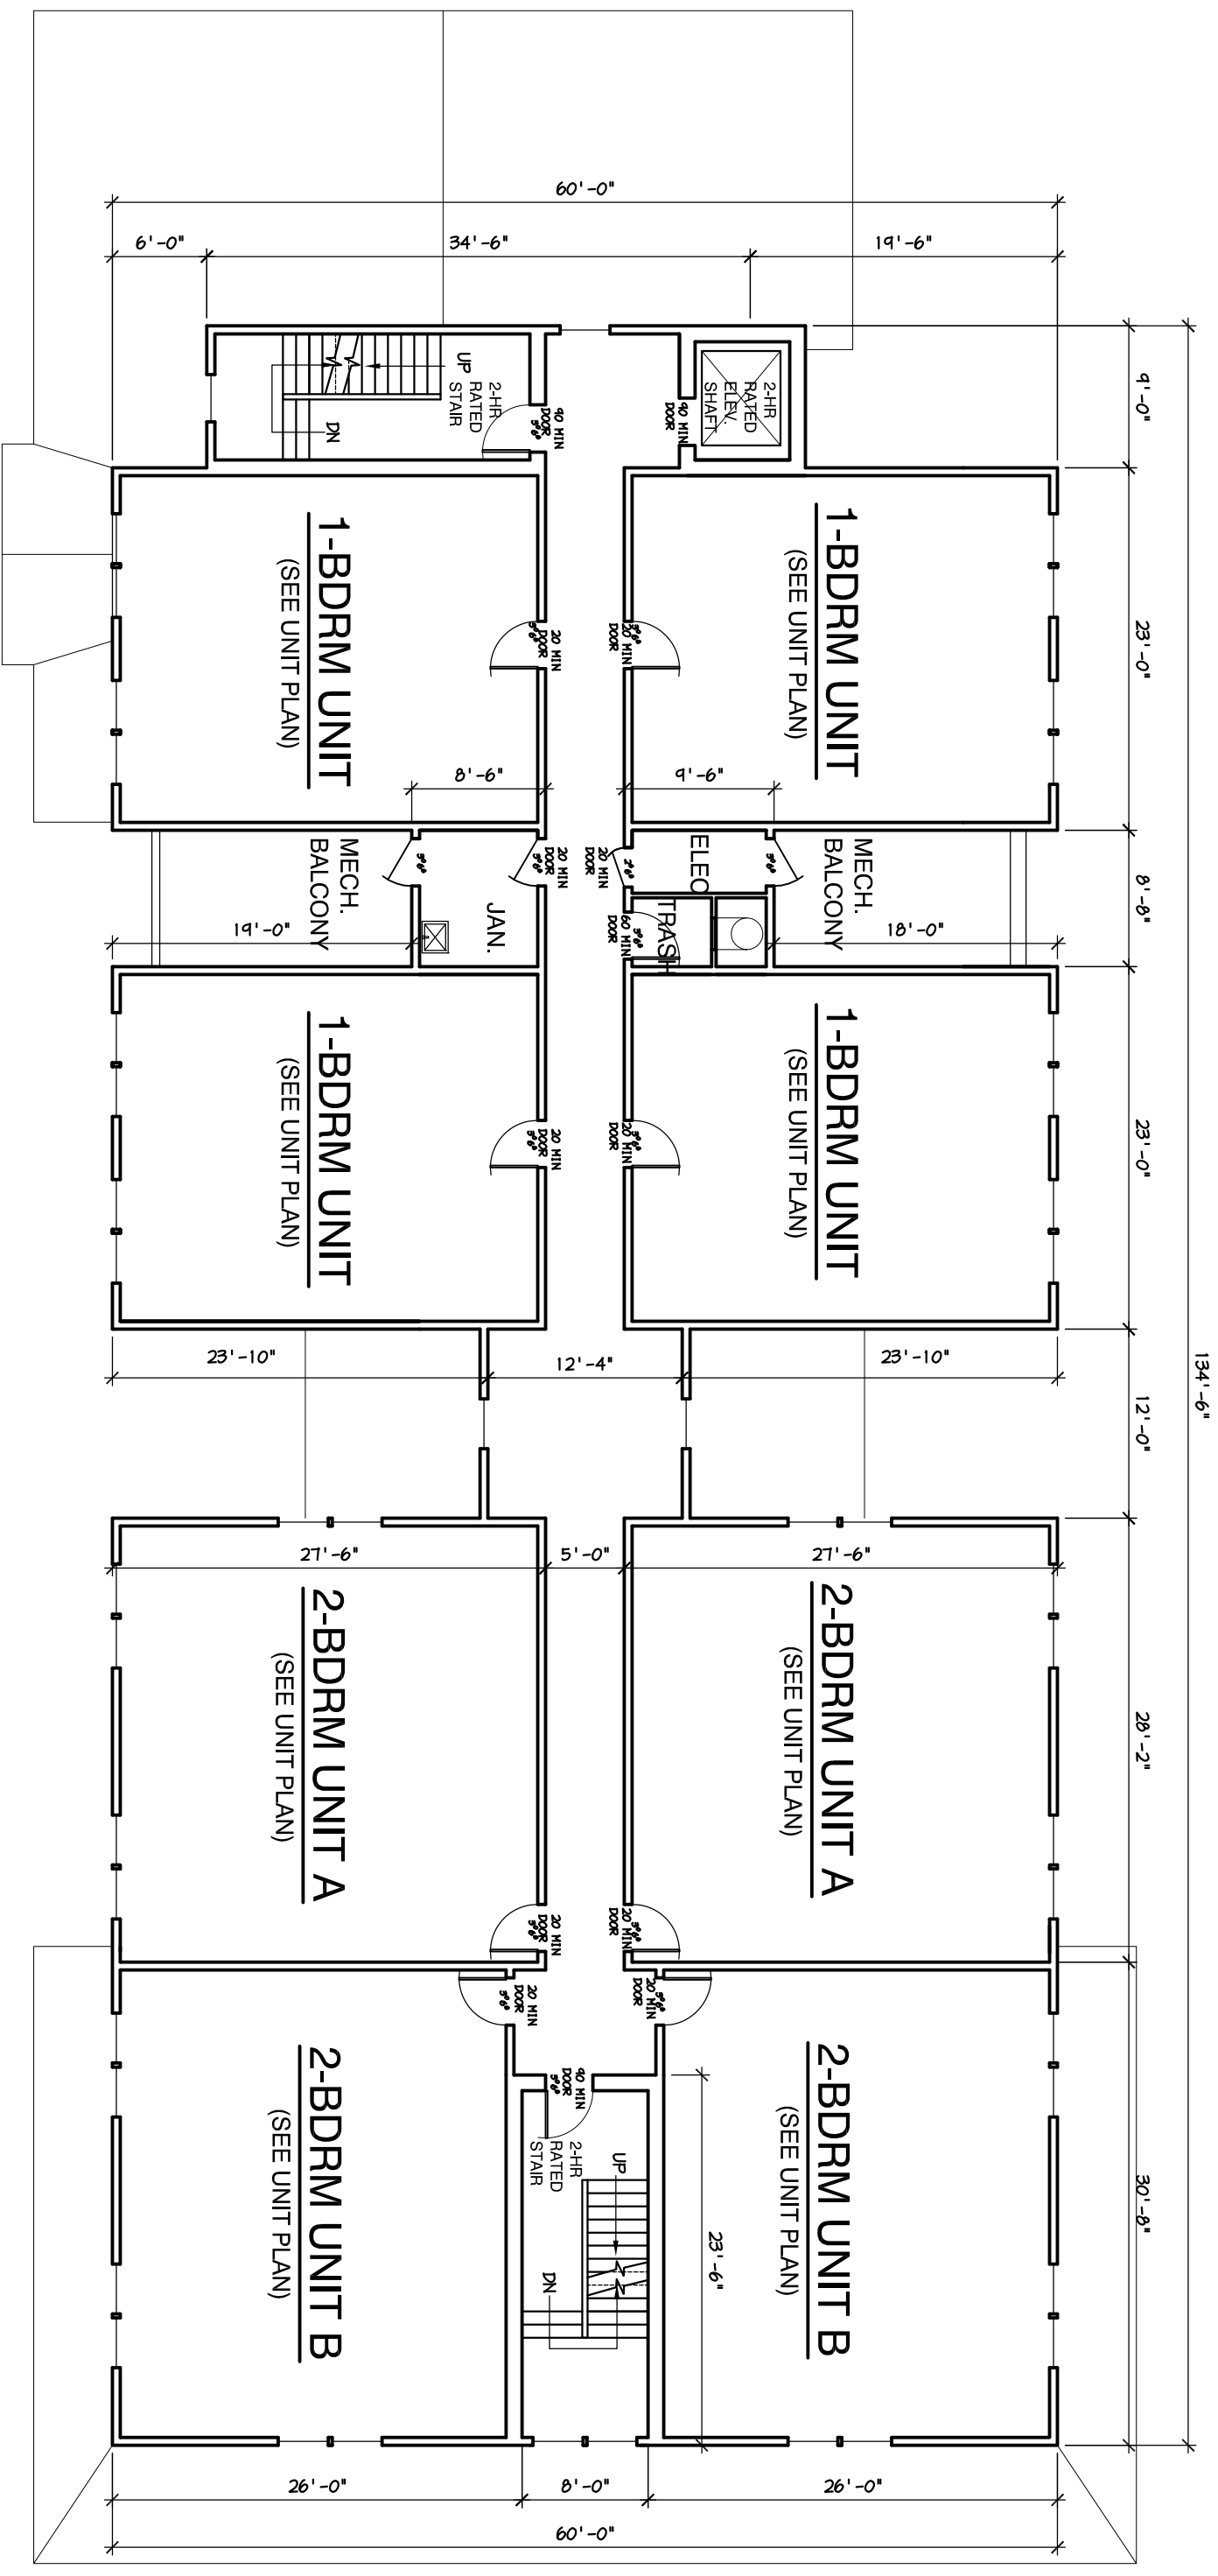 60'-0"
6'-0"
34'-6"
19'-6"
134'-6"
9'-0"
23'-0"
8'-8"
23'-0"
12'-0"
28'-2"
30'-8"
UP
2-HR
RATED
STAIR
DN
90 MIN
DOOR
3⁰6⁸
90 MIN
DOOR
2-HR
RATED
ELEV.
SHAFT
1-BDRM UNIT
(SEE UNIT PLAN)
1-BDRM UNIT
(SEE UNIT PLAN)
20 MIN
DOOR
20 MIN
DOOR
8'-6"
9'-6"
MECH.
BALCONY
MECH.
BALCONY
20 MIN
DOOR
20 MIN
DOOR
ELEC
JAN.
TRASH
60 MIN
DOOR
19'-0"
18'-0"
1-BDRM UNIT
(SEE UNIT PLAN)
1-BDRM UNIT
(SEE UNIT PLAN)
20 MIN
DOOR
20 MIN
DOOR
23'-10"
12'-4"
23'-10"
27'-6"
5'-0"
27'-6"
2-BDRM UNIT A
(SEE UNIT PLAN)
2-BDRM UNIT A
(SEE UNIT PLAN)
20 MIN
DOOR
20 MIN
DOOR
20 MIN
DOOR
20 MIN
DOOR
90 MIN
DOOR
2-HR
RATED
STAIR
UP
DN
23'-6"
2-BDRM UNIT B
(SEE UNIT PLAN)
2-BDRM UNIT B
(SEE UNIT PLAN)
26'-0"
8'-0"
26'-0"
60'-0"